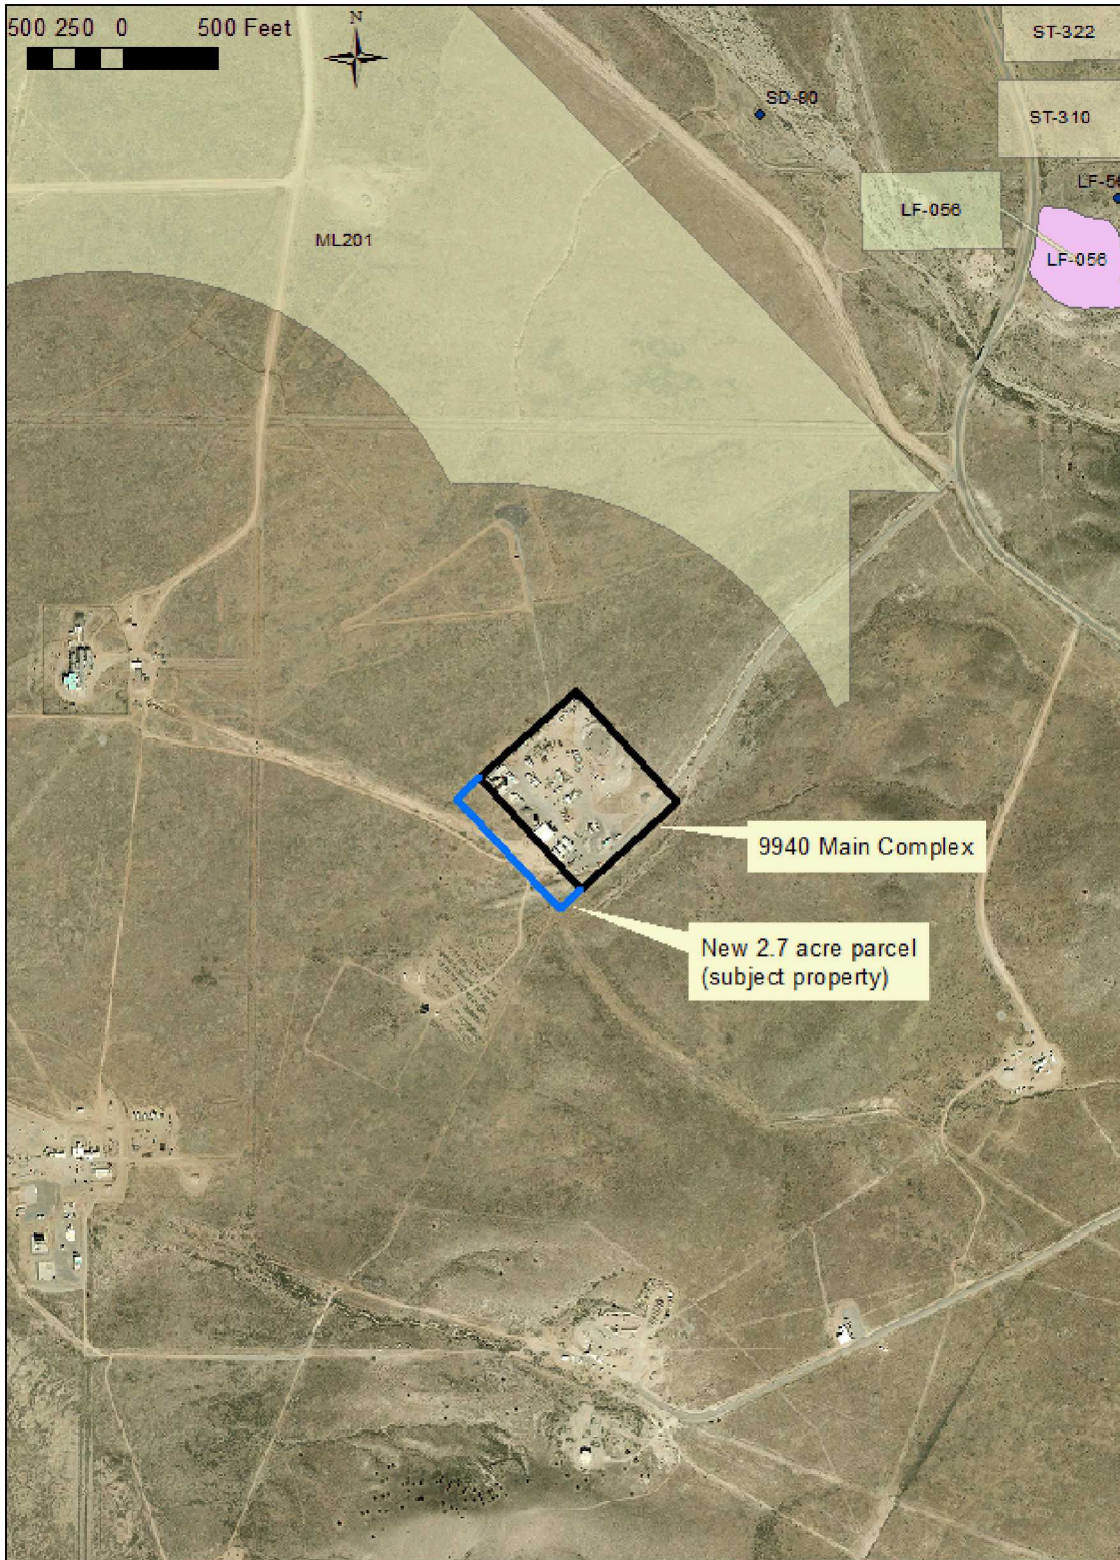 500 250 0 500 Feet
N
ST-322
SD-90
ST-310
LF-056
ML201
LF-056
9940 Main Complex
New 2.7 acre parcel
(subject property)